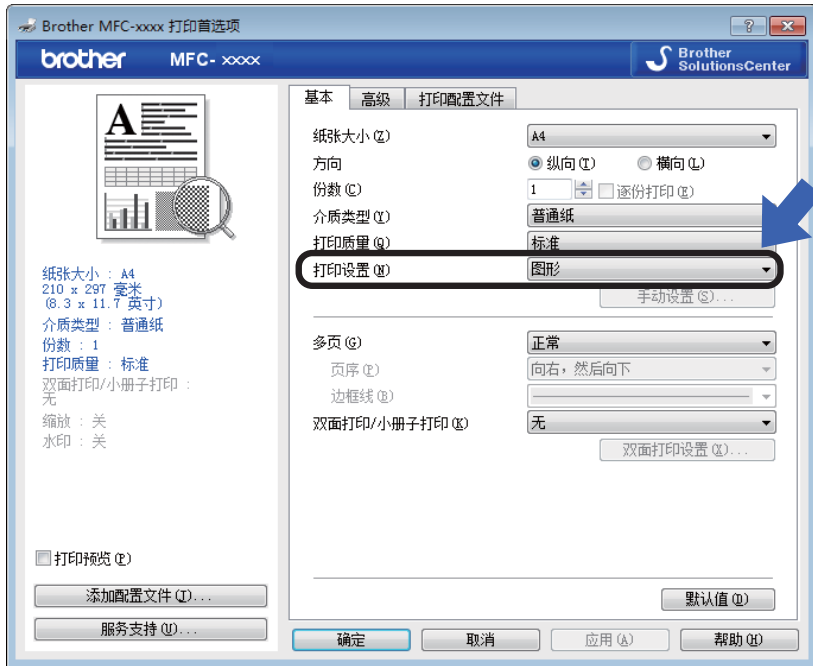 Brother MFC-xxxx 打印首选项
brother MFC- xxxx
Brother
SolutionsCenter
A
纸张大小 : A4
210 x 297 毫米
(8.3 x 11.7 英寸)
介质类型 : 普通纸
份数 : 1
打印质量 : 标准
双面打印/小册子打印 :
无
缩放 : 关
水印 : 关
打印预览(P)
添加配置文件(J)...
服务支持(U)...
基本 高级 打印配置文件
纸张大小(Z) A4
方向 纵向(T) 横向(L)
份数(C) 1 逐份打印(E)
介质类型(Y) 普通纸
打印质量(Q) 标准
打印设置(N) 图形
手动设置(S)...
多页(G) 正常
页序(P) 向右，然后向下
边框线(B)
双面打印/小册子打印(K) 无
双面打印设置(X)...
默认值(D)
确定 取消 应用(A) 帮助(H)